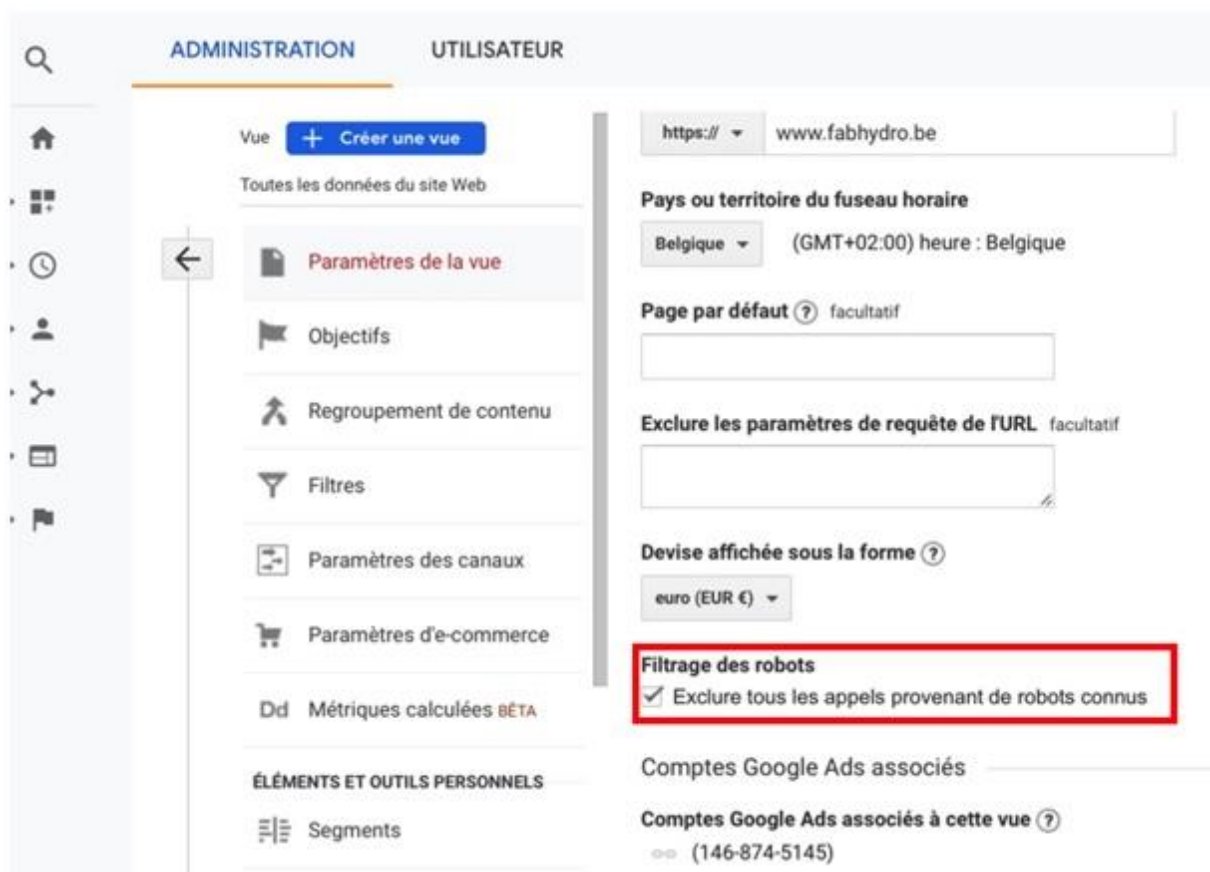 ADMINISTRATION
UTILISATEUR
Vue
+ Créer une vue
Toutes les données du site Web
Paramètres de la vue
Objectifs
Regroupement de contenu
Filtres
Paramètres des canaux
Paramètres d'e-commerce
Dd Métriques calculées BÊTA
ÉLÉMENTS ET OUTILS PERSONNELS
Segments
https:// www.fabhydro.be
Pays ou territoire du fuseau horaire
Belgique (GMT+02:00) heure : Belgique
Page par défaut ? facultatif
Exclure les paramètres de requête de l'URL facultatif
Devise affichée sous la forme ?
euro (EUR €)
Filtrage des robots
Exclure tous les appels provenant de robots connus
Comptes Google Ads associés
Comptes Google Ads associés à cette vue ?
(146-874-5145)